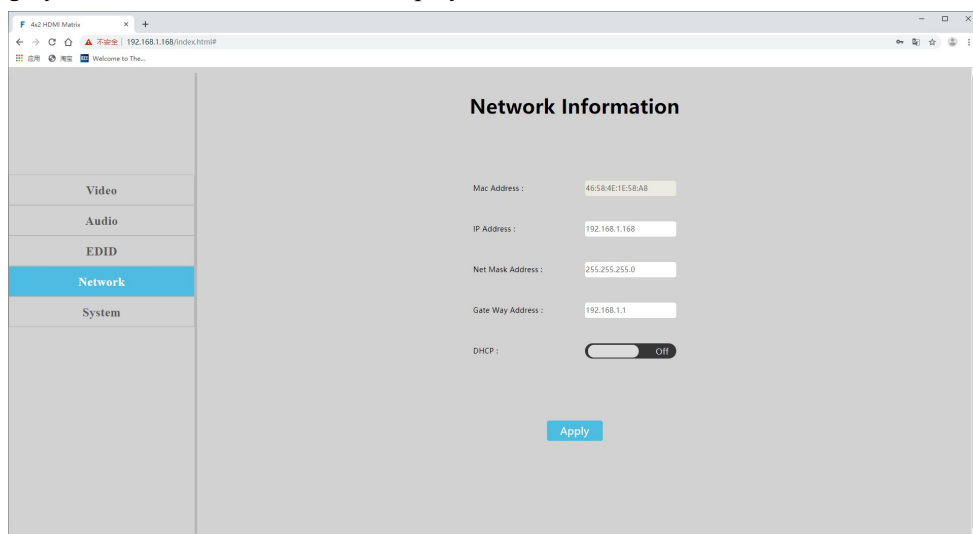 4x2 HDMI Matrix
不安全 | 192.168.1.168/index.html#
应用 淘宝 Welcome to The...
Network Information
Video
Audio
EDID
Network
System
Mac Address : 46:58:4E:1E:58:A8
IP Address : 192.168.1.168
Net Mask Address : 255.255.255.0
Gate Way Address : 192.168.1.1
DHCP : Off
Apply